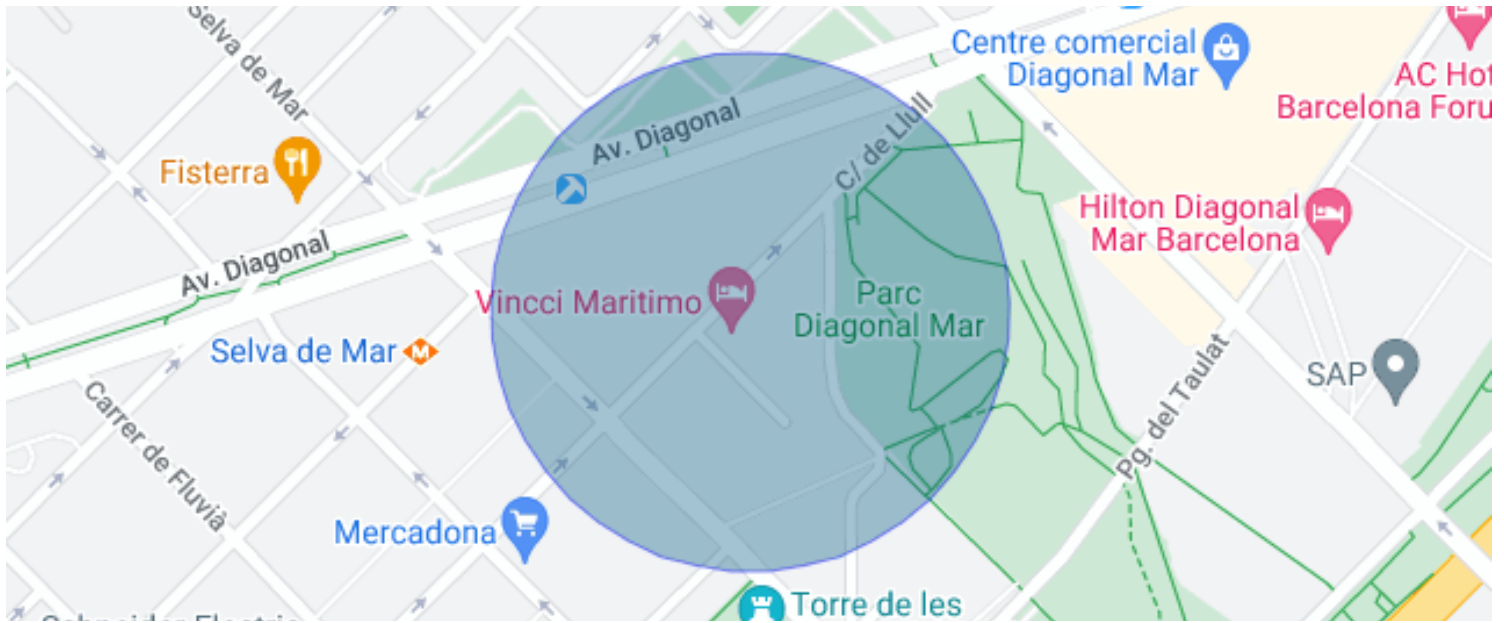 Selva de Mar
Centre comercial
Diagonal Mar
AC Hot
Barcelona Foru
Fisterra
Av. Diagonal
C/ de Llull
Av. Diagonal
Hilton Diagonal
Mar Barcelona
Vincci Maritimo
Parc
Diagonal Mar
Selva de Mar
M
SAP
Carrer de Fluvià
Pg. del Taulat
Mercadona
Torre de les
Schneider Electric